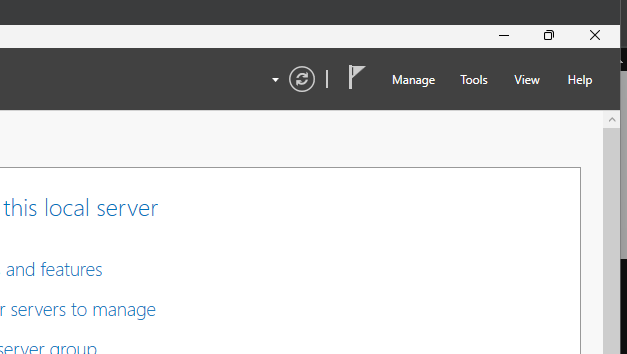 Manage Tools View Help
this local server
and features
r servers to manage
server group